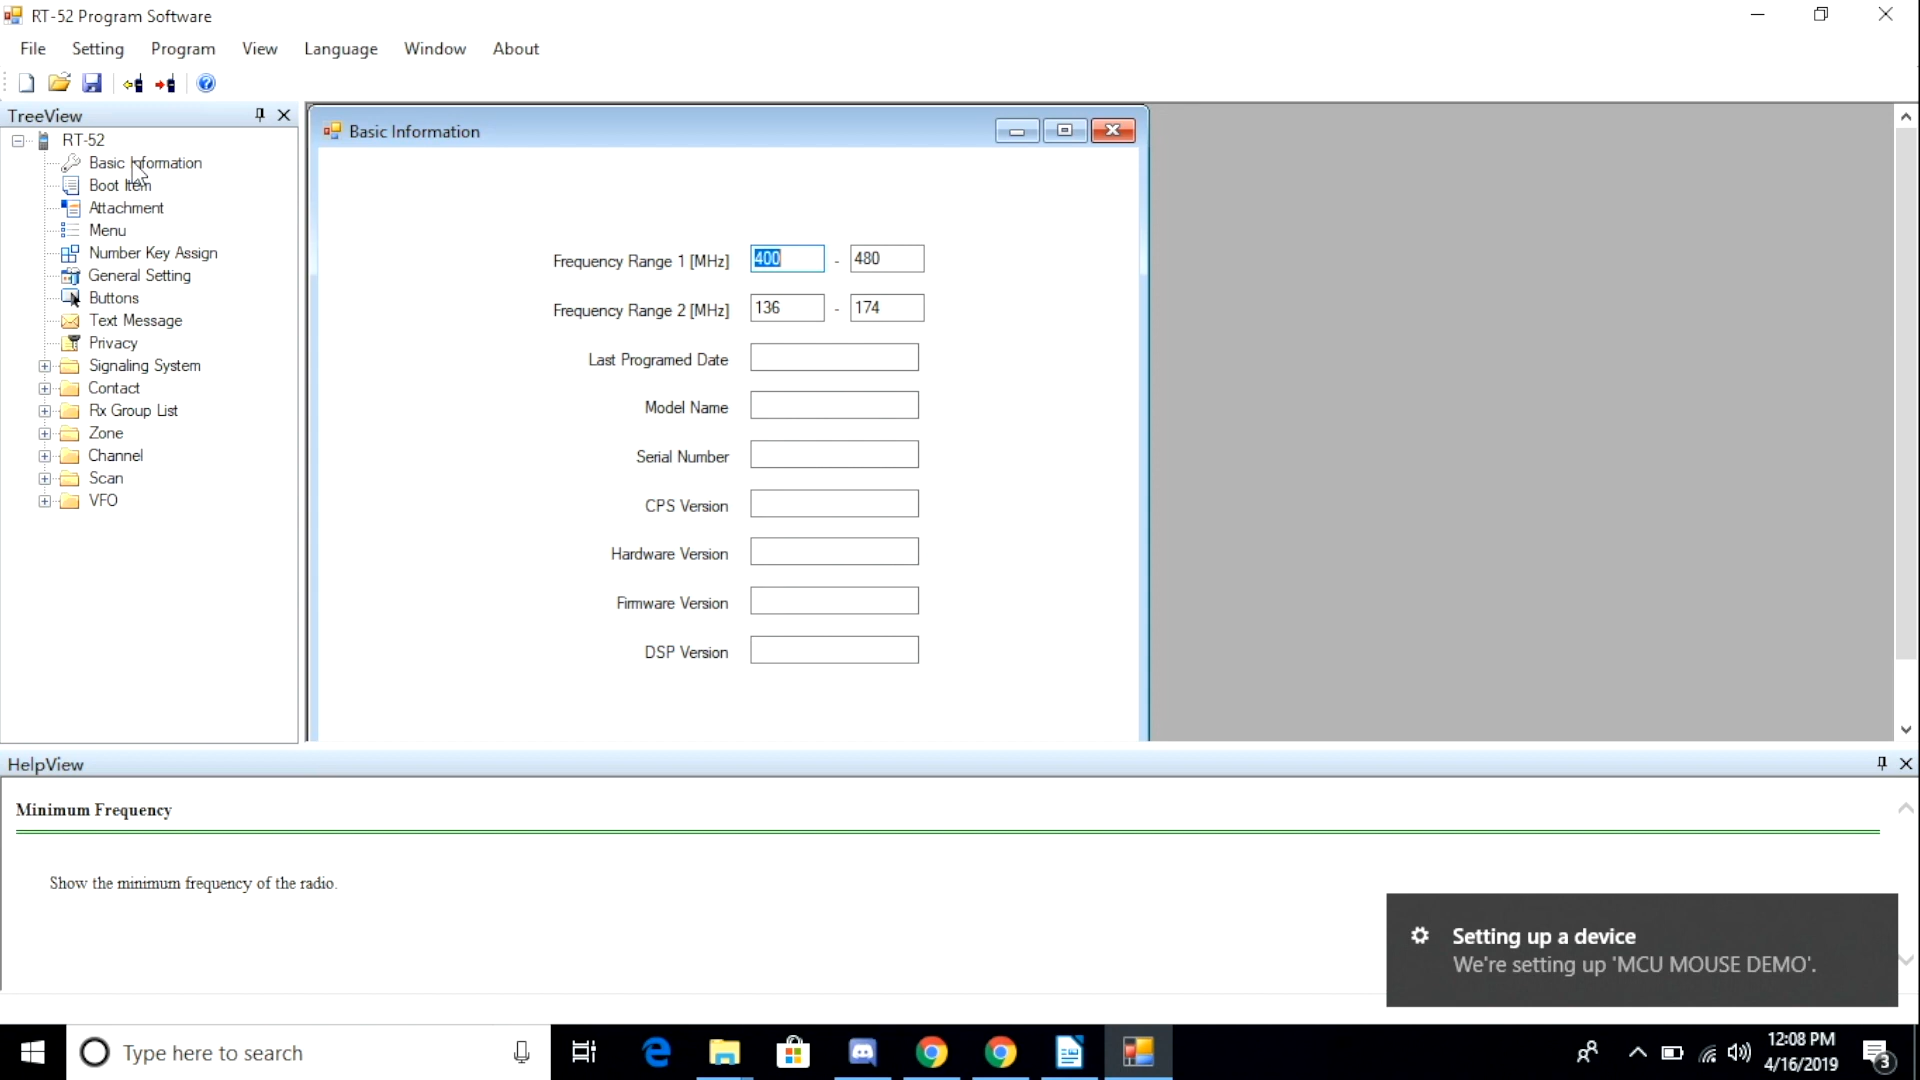 RT-52 Program Software
File Setting Program View Language Window About
TreeView
RT-52
Basic Information
Boot Item
Attachment
Menu
Number Key Assign
General Setting
Buttons
Text Message
Privacy
Signaling System
Contact
Rx Group List
Zone
Channel
Scan
VFO
Basic Information
Frequency Range 1 [MHz] 400 - 480
Frequency Range 2 [MHz] 136 - 174
Last Programed Date
Model Name
Serial Number
CPS Version
Hardware Version
Firmware Version
DSP Version
HelpView
Minimum Frequency
Show the minimum frequency of the radio.
Setting up a device
We're setting up 'MCU MOUSE DEMO'.
Type here to search
12:08 PM
4/16/2019
3